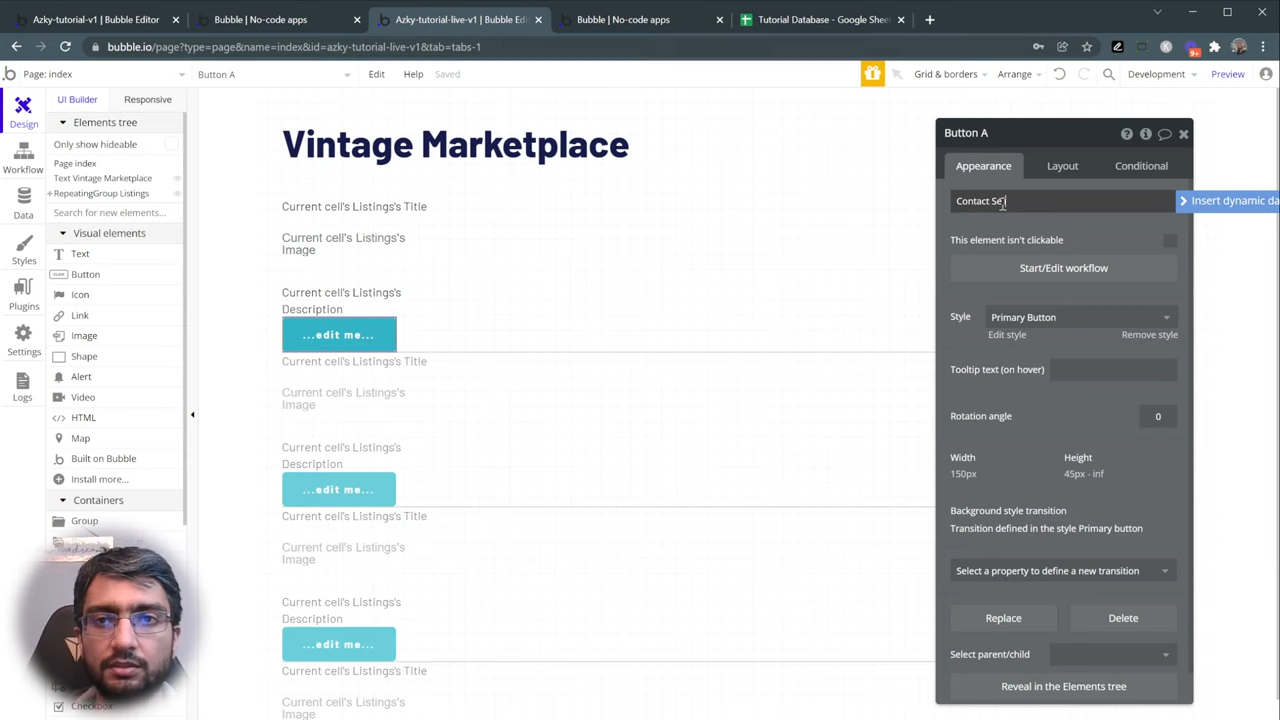 Azky-tutorial-v1 | Bubble Editor
Bubble | No-code apps
Azky-tutorial-live-v1 | Bubble Edi
Bubble | No-code apps
Tutorial Database - Google Shee
bubble.io/page?type=page&name=index&id=azky-tutorial-live-v1&tab=tabs-1
9+
Page: index
Button A
Edit
Help
Saved
Grid & borders
Arrange
Development
Preview
Design
Workflow
Data
Styles
Plugins
Settings
Logs
UI Builder
Responsive
Elements tree
Only show hideable
Page index
Text Vintage Marketplace
RepeatingGroup Listings
Search for new elements...
Visual elements
Text
CLICK
Button
Icon
Link
Image
Shape
Alert
Video
HTML
Map
Built on Bubble
Install more...
Containers
Group
Checkbox
Vintage Marketplace
Current cell's Listings's Title
Current cell's Listings's
Image
Current cell's Listings's
Description
...edit me...
Current cell's Listings's Title
Current cell's Listings's
Image
Current cell's Listings's
Description
...edit me...
Current cell's Listings's Title
Current cell's Listings's
Image
Current cell's Listings's
Description
...edit me...
Current cell's Listings's Title
Current cell's Listings's
Image
Button A
Appearance
Layout
Conditional
Insert dynamic da
This element isn't clickable
Start/Edit workflow
Style
Primary Button
Edit style
Remove style
Tooltip text (on hover)
Rotation angle
0
Width
Height
150px
45px - inf
Background style transition
Transition defined in the style Primary button
Select a property to define a new transition
Replace
Delete
Select parent/child
Reveal in the Elements tree